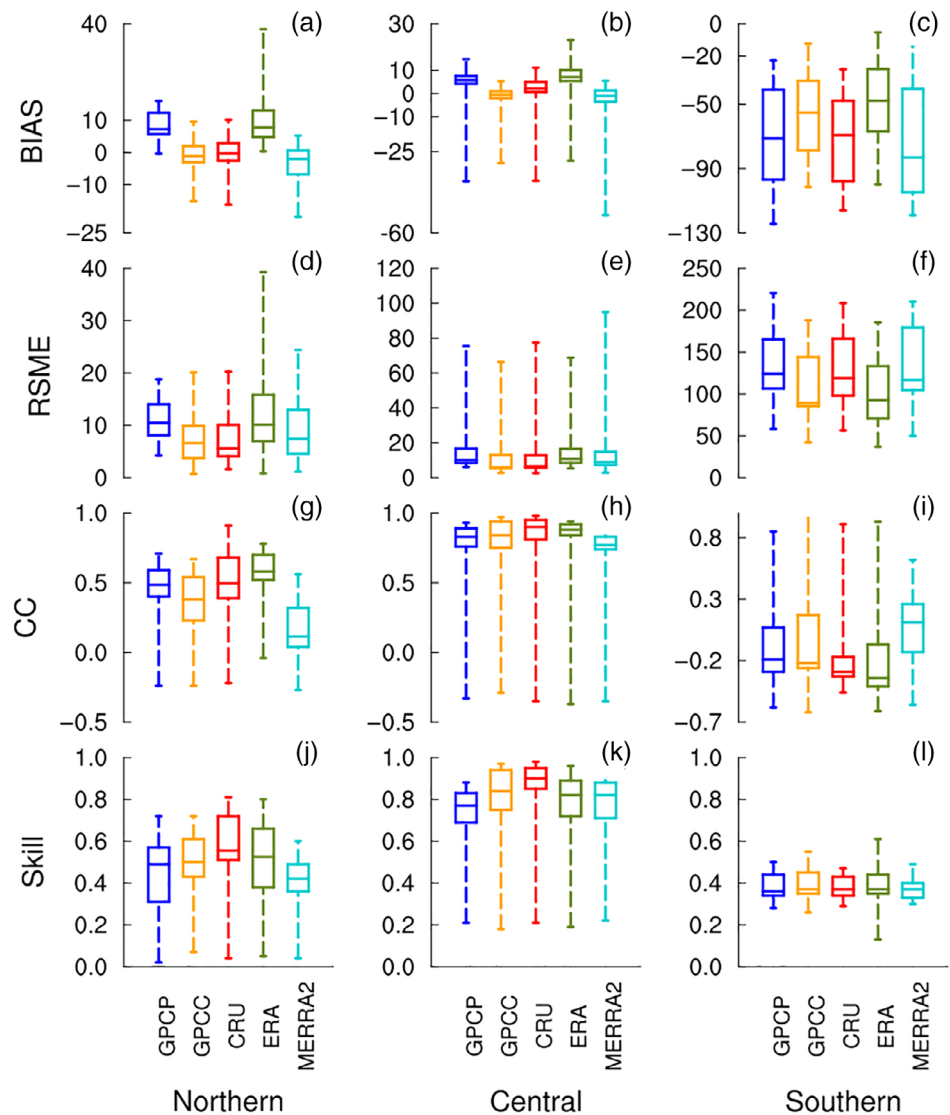 (a) (b) (c)
BIAS
40 10 0 −10 −25
30 10 0 −10 −25 −60
−0 −20 −50 −90 −130
(d) (e) (f)
RSME
40 30 20 10 0
120 100 80 60 40 20 0
250 200 150 100 50 0
(g) (h) (i)
CC
1.0 0.5 0.0 −0.5
1.0 0.5 0.0 −0.5
0.8 0.3 −0.2 −0.7
(j) (k) (l)
Skill
1.0 0.8 0.6 0.4 0.2 0.0
1.0 0.8 0.6 0.4 0.2 0.0
1.0 0.8 0.6 0.4 0.2 0.0
GPCP GPCC CRU ERA MERRA2
GPCP GPCC CRU ERA MERRA2
GPCP GPCC CRU ERA MERRA2
Northern Central Southern